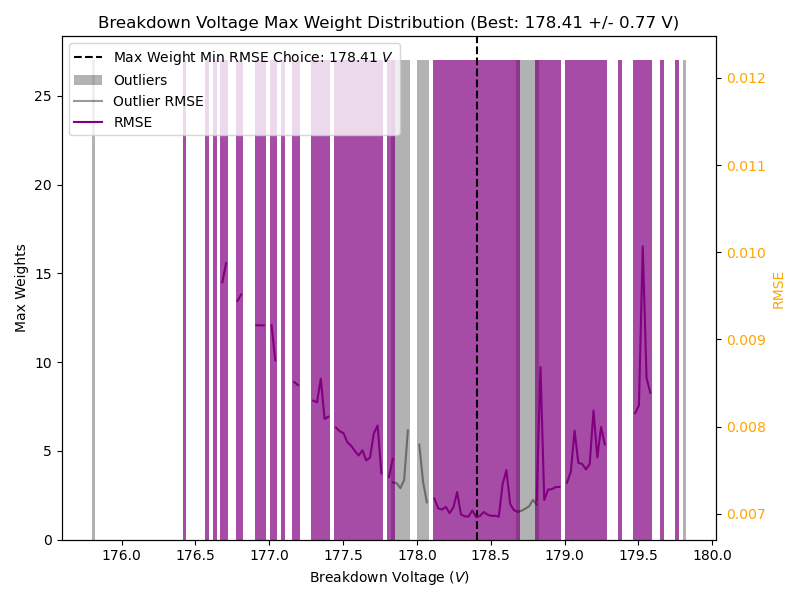 Breakdown Voltage Max Weight Distribution (Best: 178.41 +/- 0.77 V)
Max Weight Min RMSE Choice: 178.41 V
Outliers
Outlier RMSE
RMSE
Max Weights
25
20
15
10
5
0
0.012
0.011
0.010
0.009
0.008
0.007
RMSE
176.0 176.5 177.0 177.5 178.0 178.5 179.0 179.5 180.0
Breakdown Voltage (V)